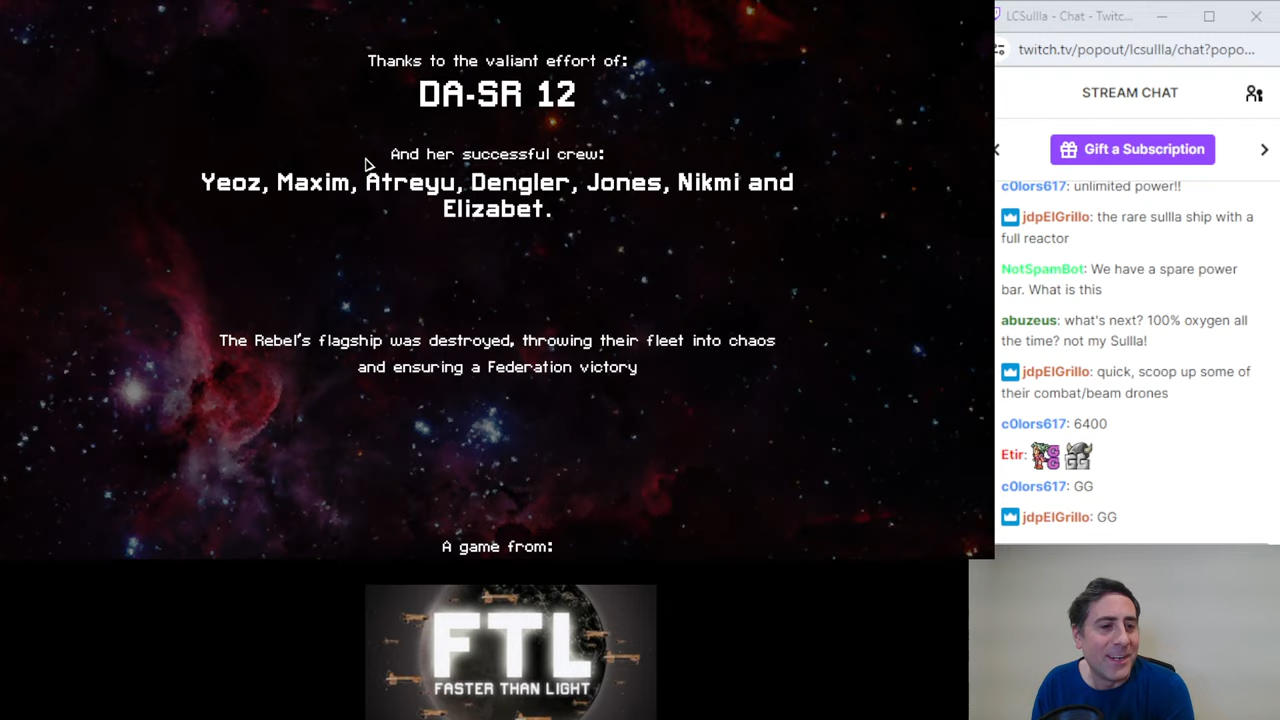 Thanks to the valiant effort of:
DA-SR 12
And her successful crew:
Yeoz, Maxim, Atreyu, Dengler, Jones, Nikmi and
Elizabet.
The Rebel's flagship was destroyed, throwing their fleet into chaos
and ensuring a Federation victory
A game from:
FTL
FASTER THAN LIGHT
LCSullla - Chat - Twitc...
twitch.tv/popout/lcsullla/chat?popo...
STREAM CHAT
Gift a Subscription
c0lors617: unlimited power!!
jdpElGrillo: the rare sullla ship with a
full reactor
NotSpamBot: We have a spare power
bar. What is this
abuzeus: what's next? 100% oxygen all
the time? not my Sullla!
jdpElGrillo: quick, scoop up some of
their combat/beam drones
c0lors617: 6400
Etir: GG GG
c0lors617: GG
jdpElGrillo: GG